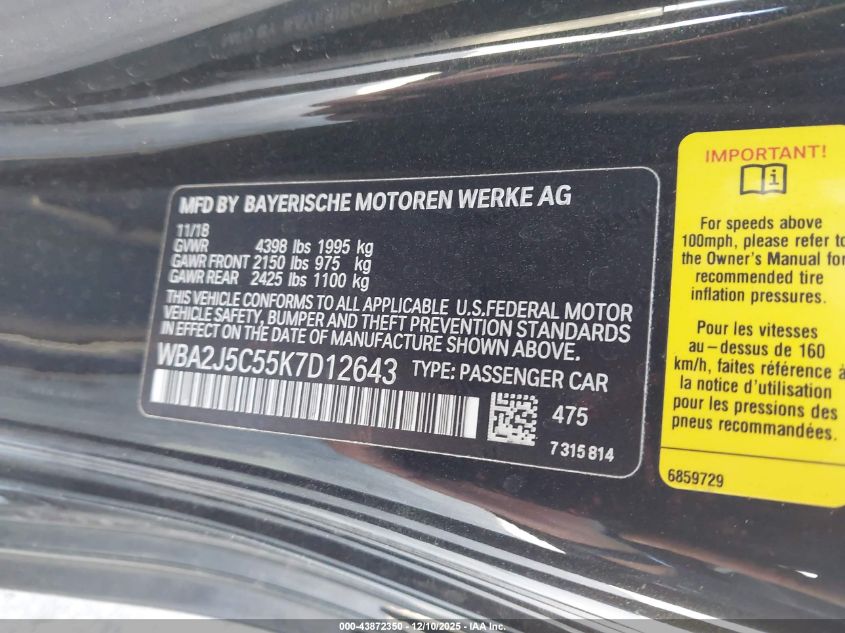 MFD BY BAYERISCHE MOTOREN WERKE AG
11/18
GVWR 4398 lbs 1995 kg
GAWR FRONT 2150 lbs 975 kg
GAWR REAR 2425 lbs 1100 kg
THIS VEHICLE CONFORMS TO ALL APPLICABLE U.S.FEDERAL MOTOR
VEHICLE SAFETY, BUMPER AND THEFT PREVENTION STANDARDS
IN EFFECT ON THE DATE OF MANUFACTURE SHOWN ABOVE.
WBA2J5C55K7D12643 TYPE: PASSENGER CAR
475
7315814
IMPORTANT!
For speeds above
100mph, please refer to
the Owner's Manual for
recommended tire
inflation pressures.
Pour les vitesses
au-dessus de 160
km/h, faites référence à
la notice d'utilisation
pour les pressions des
pneus recommandées.
6859729
000-43872350 - 12/10/2025 - IAA Inc.